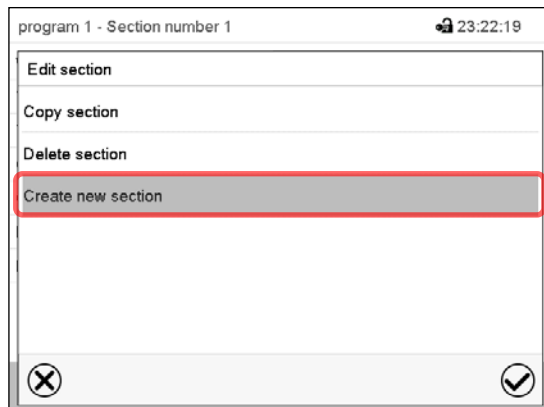 program 1 - Section number 1 23:22:19
Edit section
Copy section
Delete section
Create new section